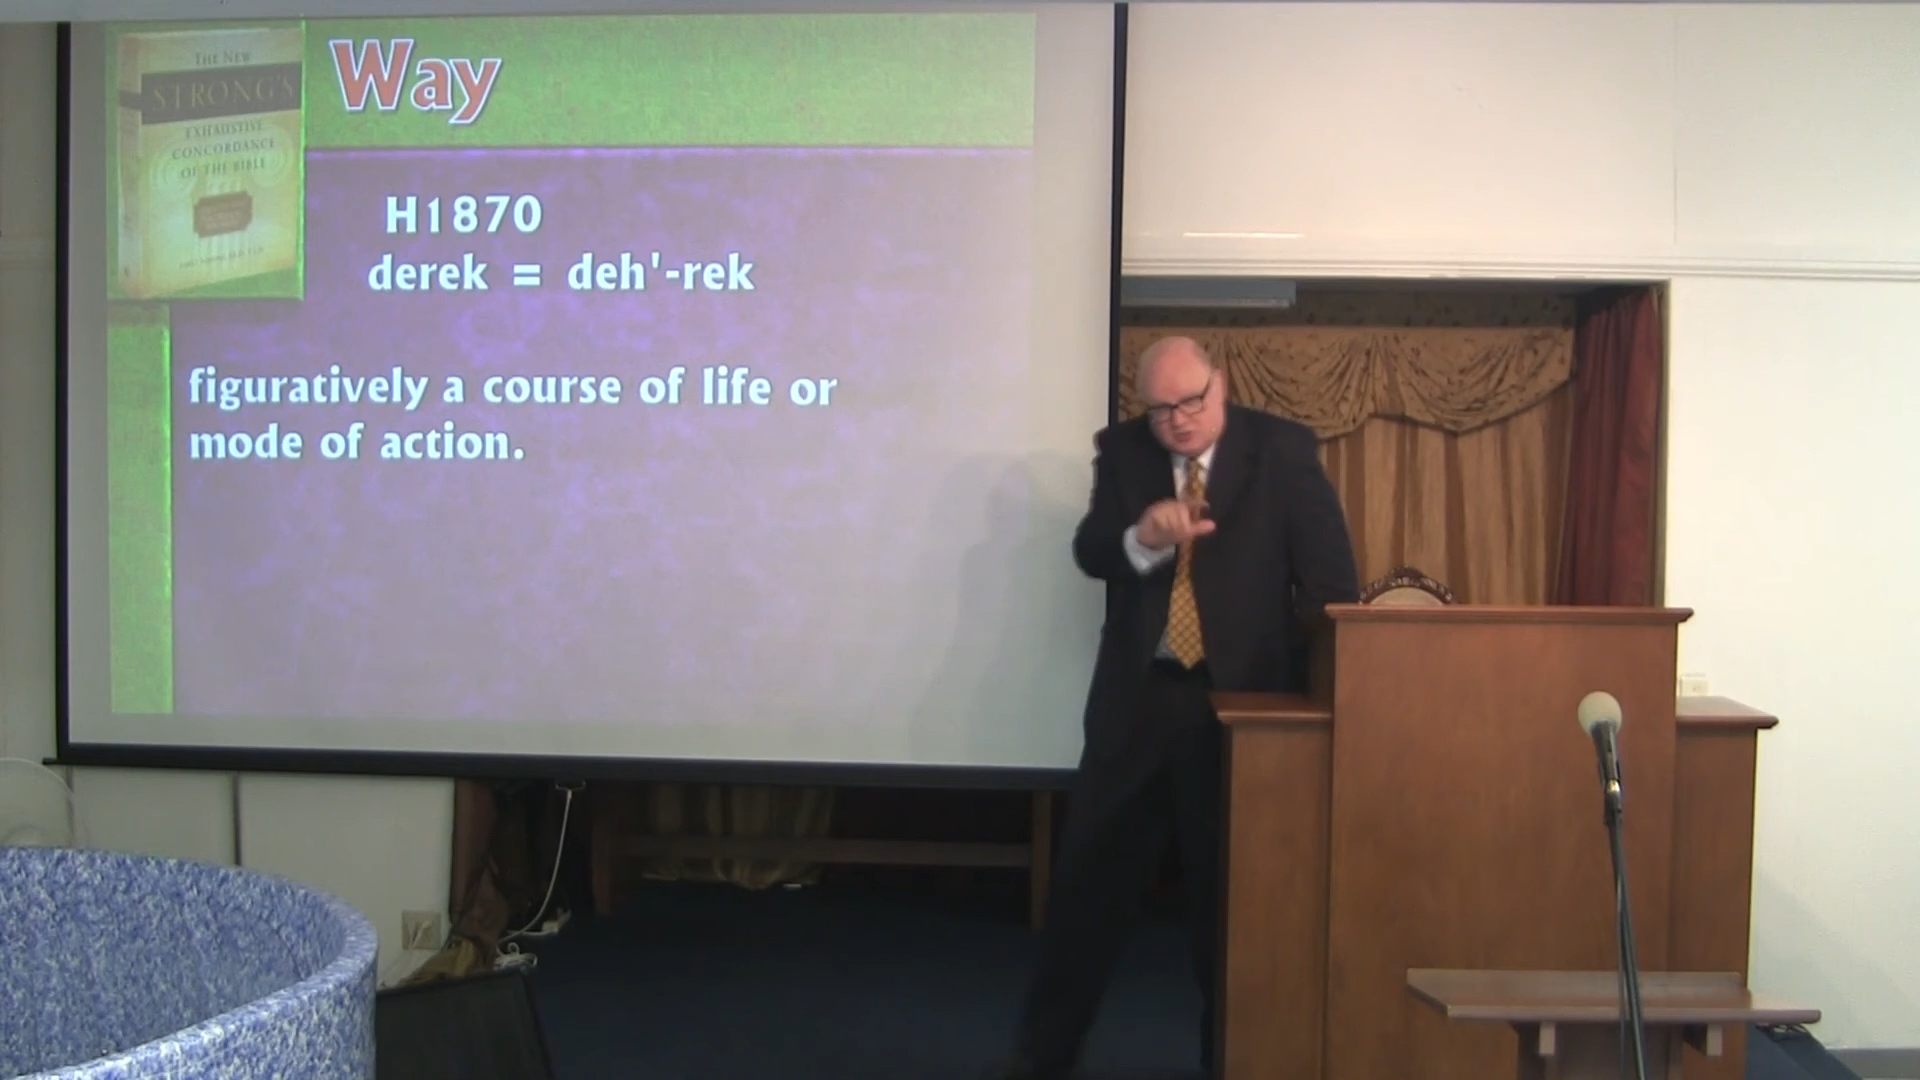 Way
THE NEW
STRONG'S
EXHAUSTIVE
CONCORDANCE
OF THE BIBLE
H1870
derek = deh'-rek
figuratively a course of life or
mode of action.